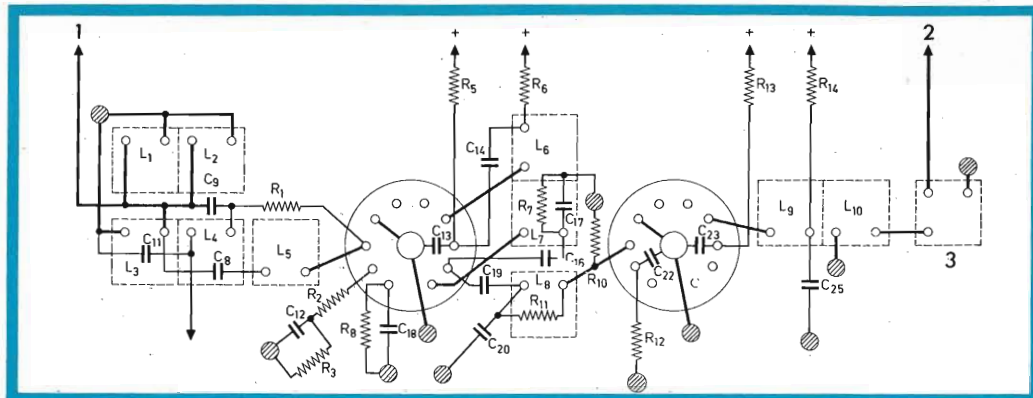 1
+
+
+
+
2
R5
R6
R13
R14
L1
L2
C14
L6
C9
R1
R7
C17
C13
L7
C23
L9
L10
C11
L4
L5
C16
C22
L3
C8
C19
L8
R10
3
R2
R11
C25
C12
R8
C18
C20
R12
R3